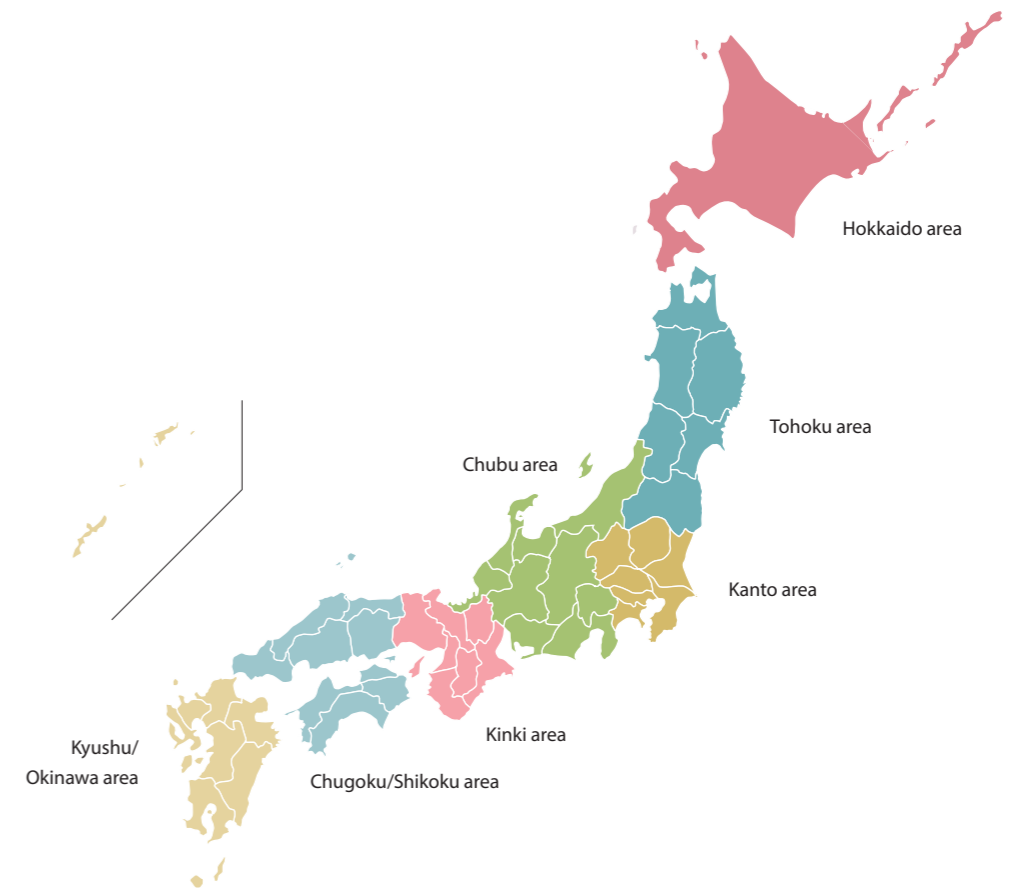 Hokkaido area
Tohoku area
Chubu area
Kanto area
Kinki area
Kyushu/
Okinawa area
Chugoku/Shikoku area